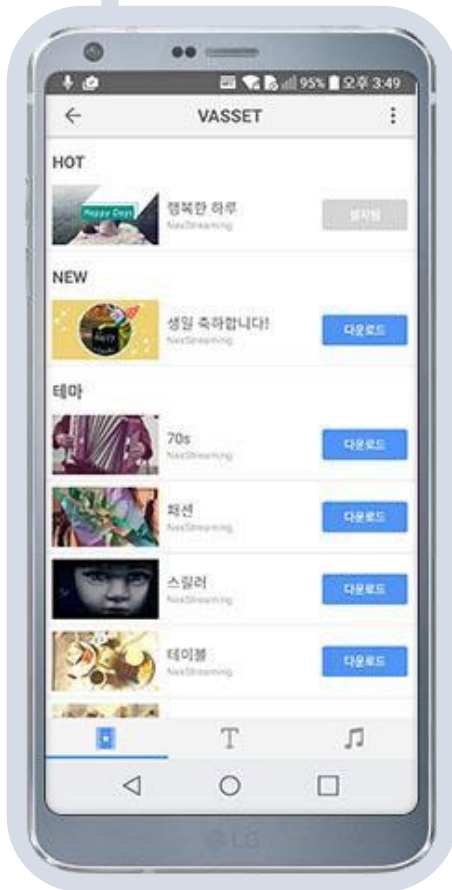 95% 오후 3:49
VASSET
HOT
Happy Days
행복한 하루
NexStreaming
설치됨
NEW
생일 축하합니다!
NexStreaming
다운로드
테마
70s
NexStreaming
다운로드
패션
NexStreaming
다운로드
스릴러
NexStreaming
다운로드
테이블
NexStreaming
다운로드
T
LG